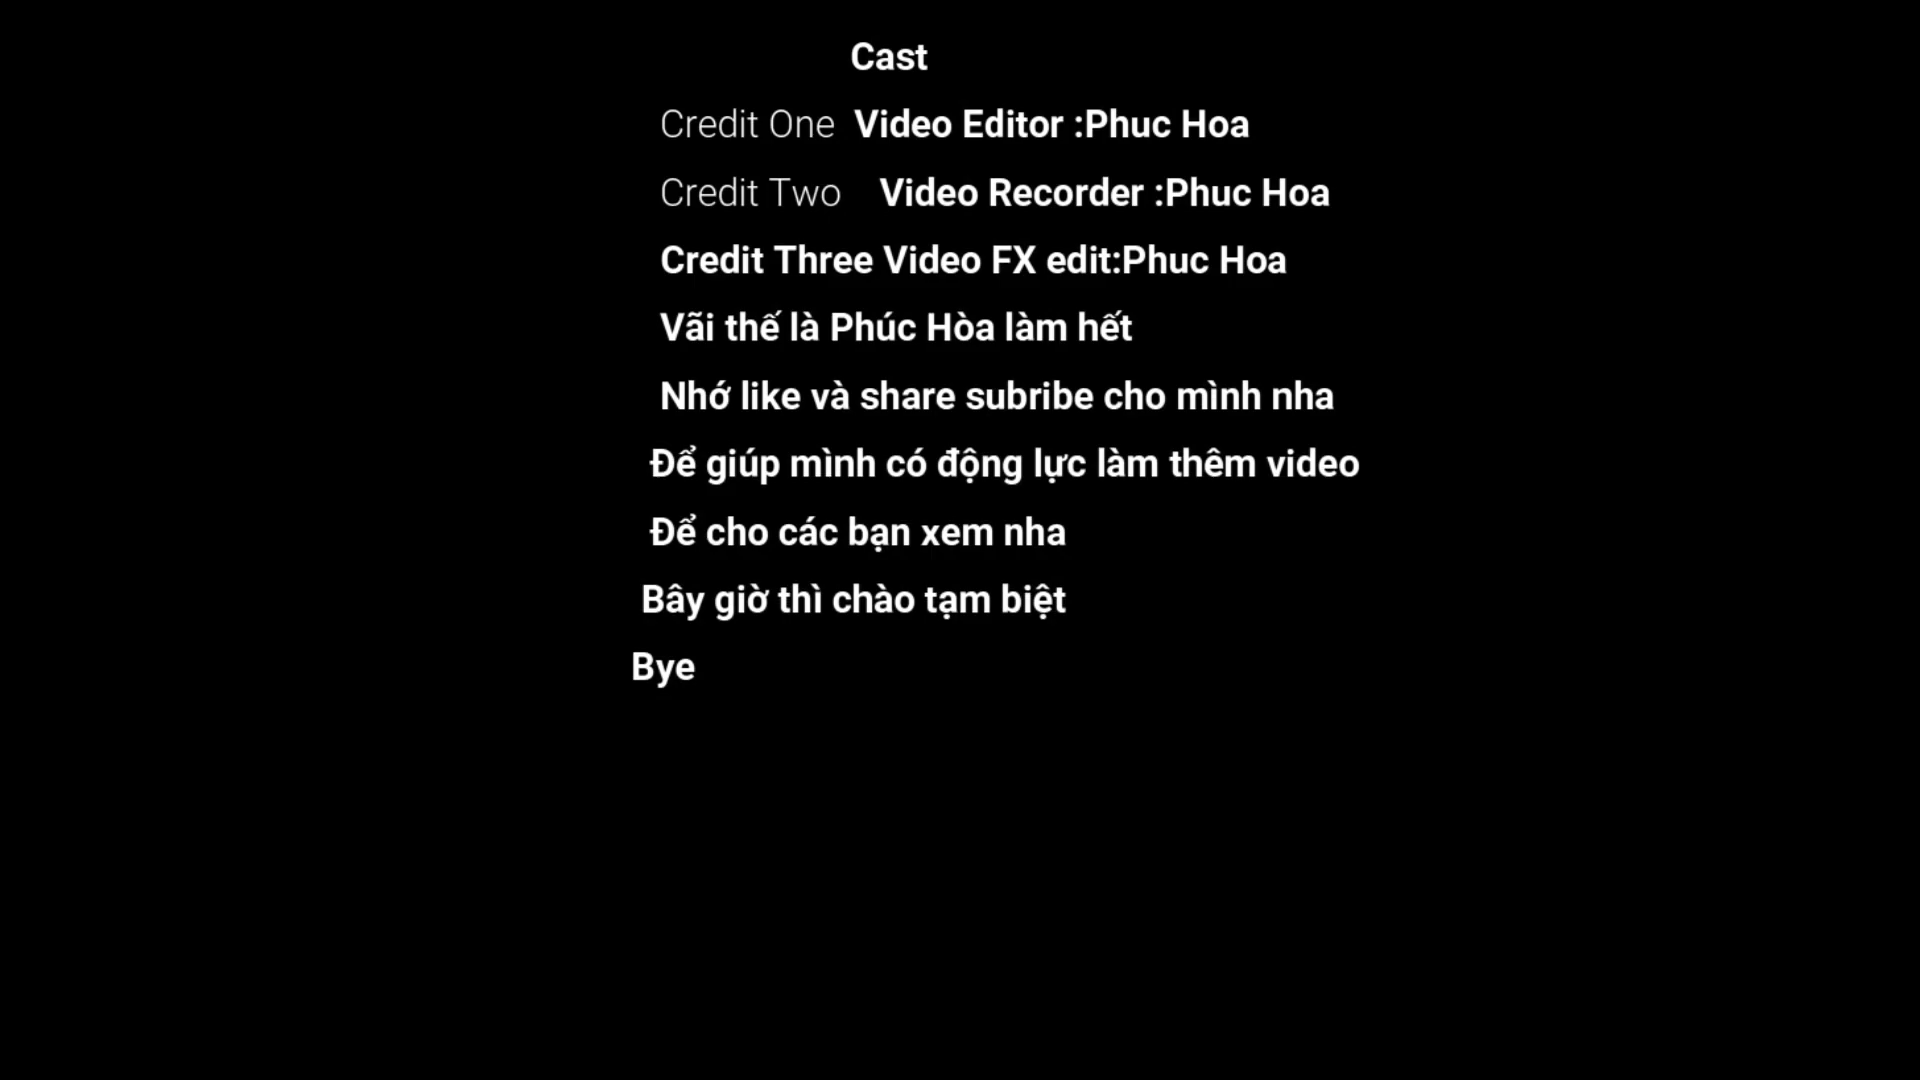 Cast
Credit One Video Editor :Phuc Hoa
Credit Two Video Recorder :Phuc Hoa
Credit Three Video FX edit:Phuc Hoa
Vãi thế là Phúc Hòa làm hết
Nhớ like và share subribe cho mình nha
Để giúp mình có động lực làm thêm video
Để cho các bạn xem nha
Bây giờ thì chào tạm biệt
Bye